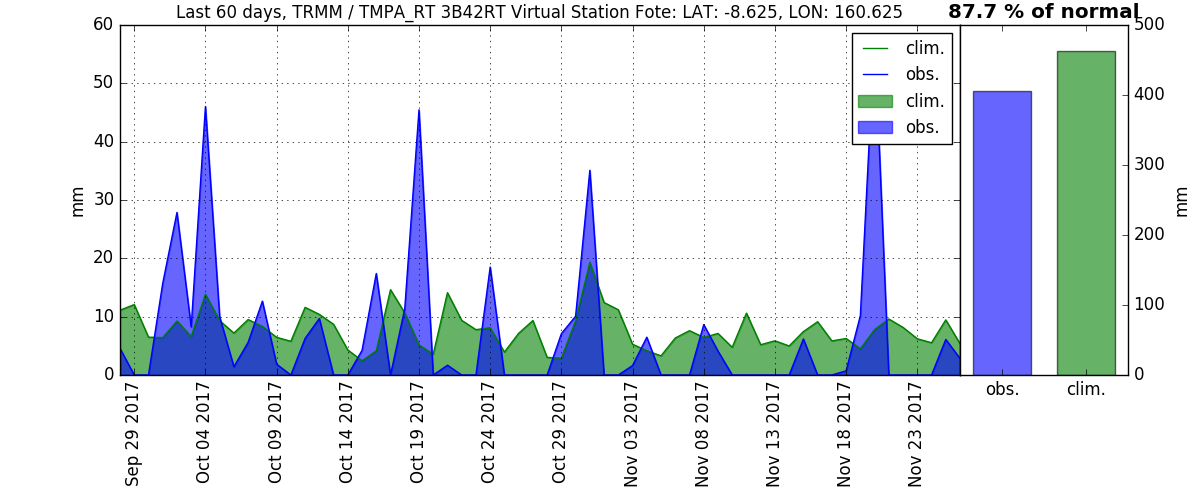 Last 60 days, TRMM / TMPA_RT 3B42RT Virtual Station Fote: LAT: -8.625, LON: 160.625
87.7 % of normal
60
50
40
30
20
10
0
mm
clim.
obs.
clim.
obs.
500
400
300
200
100
0
mm
obs.
clim.
Sep 29 2017
Oct 04 2017
Oct 09 2017
Oct 14 2017
Oct 19 2017
Oct 24 2017
Oct 29 2017
Nov 03 2017
Nov 08 2017
Nov 13 2017
Nov 18 2017
Nov 23 2017